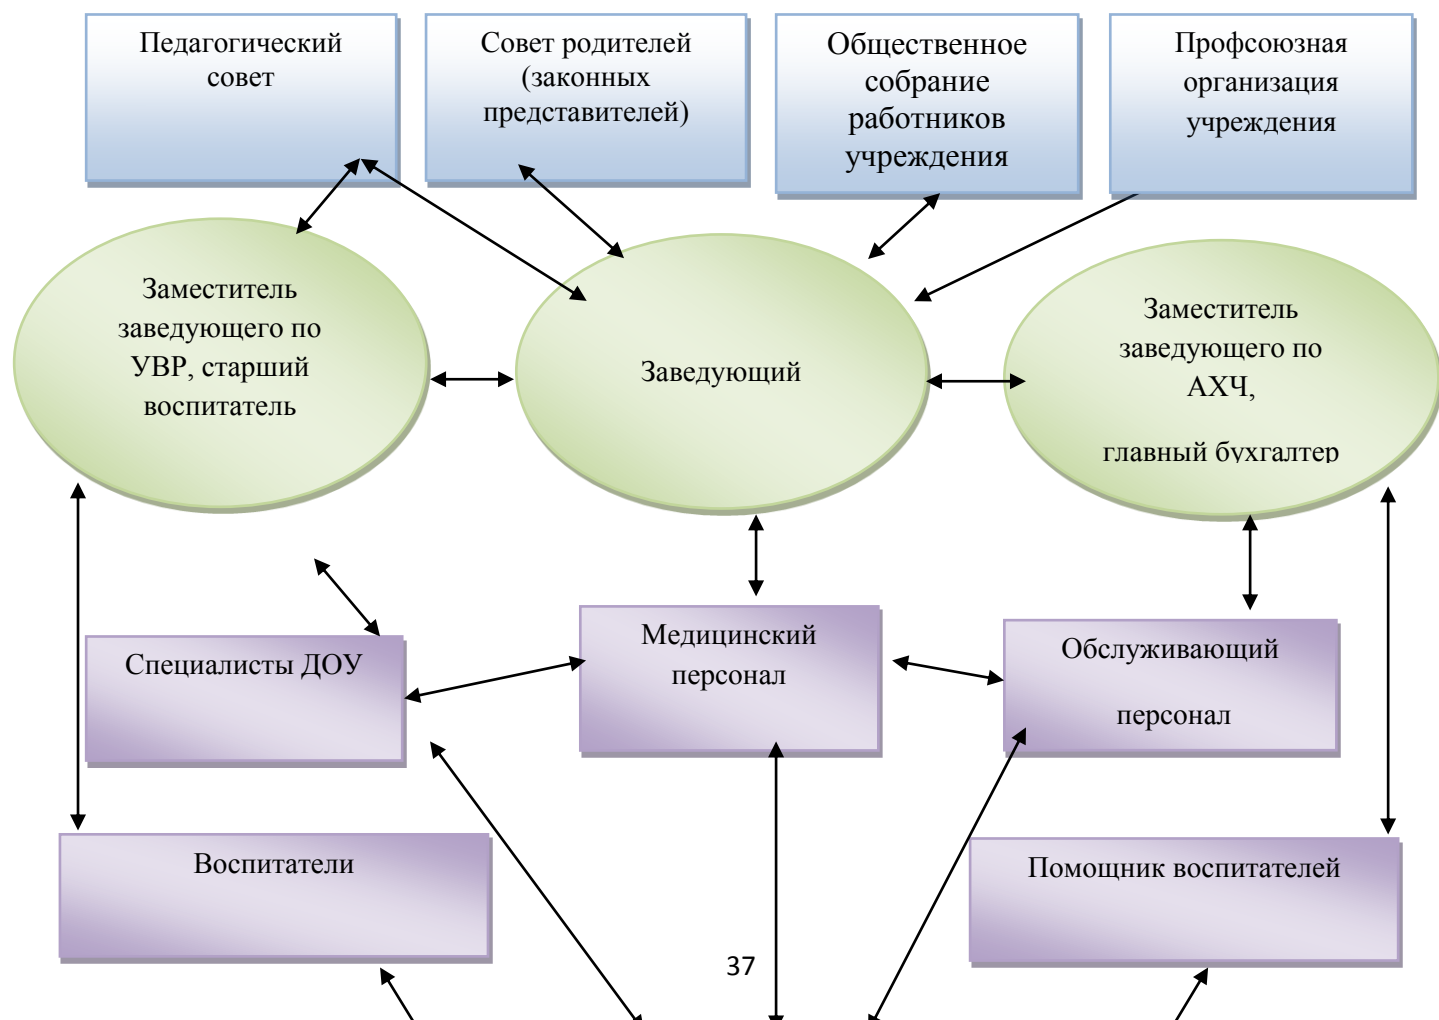 Педагогический
совет
Совет родителей
(законных
представителей)
Общественное
собрание
работников
учреждения
Профсоюзная
организация
учреждения
Заместитель
заведующего по
УВР, старший
воспитатель
Заведующий
Заместитель
заведующего по
АХЧ,
главный бухгалтер
Специалисты ДОУ
Медицинский
персонал
Обслуживающий
персонал
Воспитатели
Помощник воспитателей
37